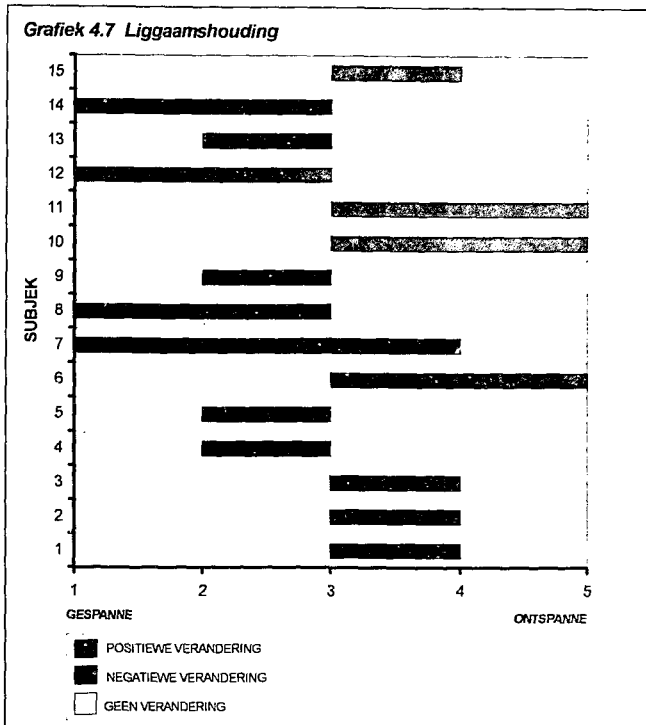 Grafiek 4.7 Liggaamshouding
SUBJEK
15
14
13
12
11
10
9
8
7
6
5
4
3
2
1
1 2 3 4 5
GESPANNE ONTSPANNE
POSITIEWE VERANDERING
NEGATIEWE VERANDERING
GEEN VERANDERING